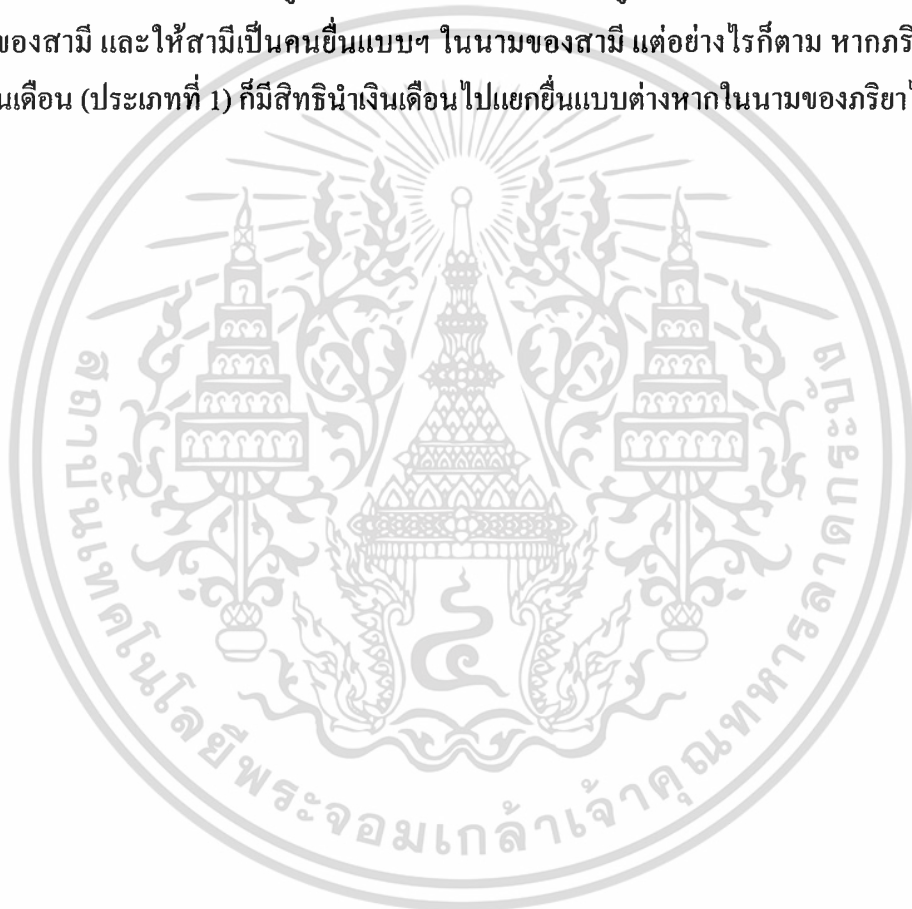 ของสามี และให้สามีเป็นคนยื่นแบบฯ ในนามของสามี แต่อย่างไรก็ตาม หากภริ
นเดือน (ประเภทที่ 1) ก็มีสิทธินำเงินเดือนไปแยกยื่นแบบต่างหากในนามของภริยา
สถาบันเทคโนโลยีพระจอมเกล้าเจ้าคุณทหารลาดกระบัง
๔